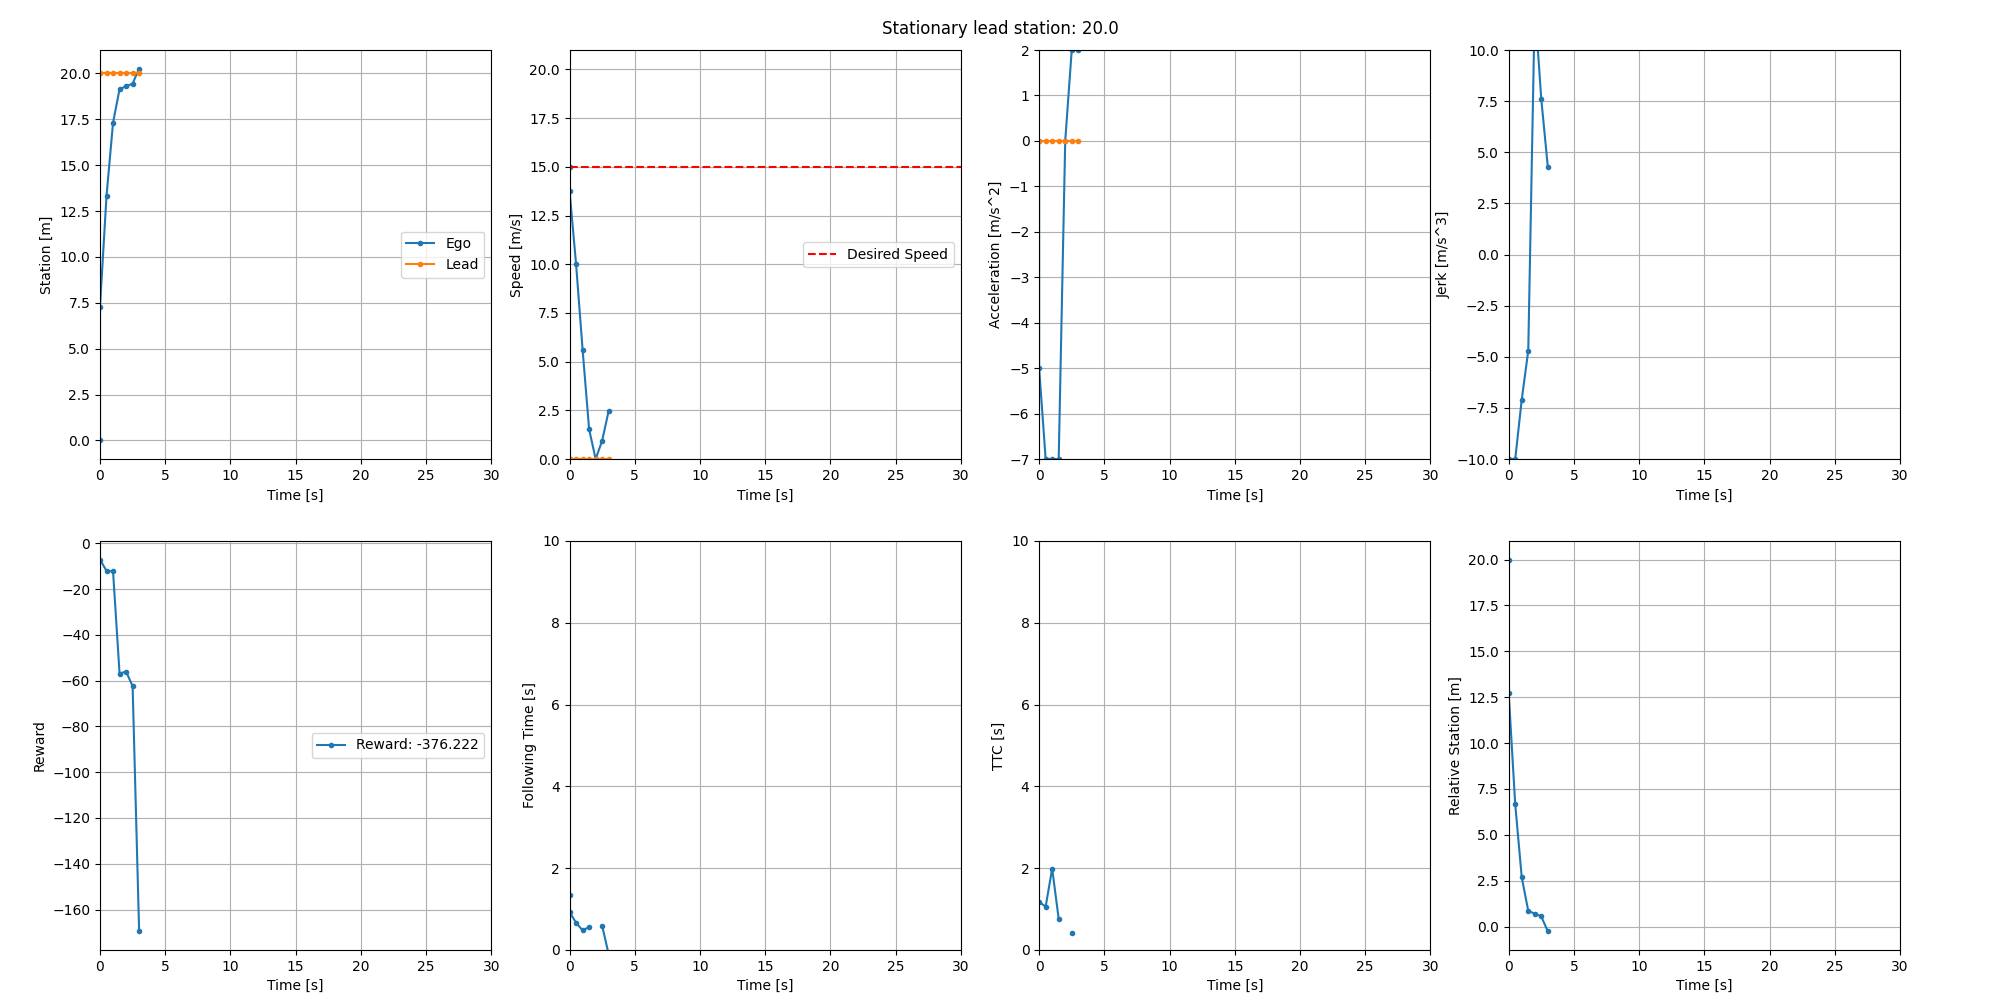 Stationary lead station: 20.0
20.0
17.5
15.0
12.5
10.0
7.5
5.0
2.5
0.0
Station [m]
Ego
Lead
0 5 10 15 20 25 30
Time [s]
20.0
17.5
15.0
12.5
10.0
7.5
5.0
2.5
0.0
Speed [m/s]
Desired Speed
0 5 10 15 20 25 30
Time [s]
2
1
0
−1
−2
−3
−4
−5
−6
−7
Acceleration [m/s^2]
0 5 10 15 20 25 30
Time [s]
10.0
7.5
5.0
2.5
0.0
−2.5
−5.0
−7.5
−10.0
Jerk [m/s^3]
0 5 10 15 20 25 30
Time [s]
0
−20
−40
−60
−80
−100
−120
−140
−160
Reward
Reward: -376.222
0 5 10 15 20 25 30
Time [s]
10
8
6
4
2
0
Following Time [s]
0 5 10 15 20 25 30
Time [s]
10
8
6
4
2
0
TTC [s]
0 5 10 15 20 25 30
Time [s]
20.0
17.5
15.0
12.5
10.0
7.5
5.0
2.5
0.0
Relative Station [m]
0 5 10 15 20 25 30
Time [s]